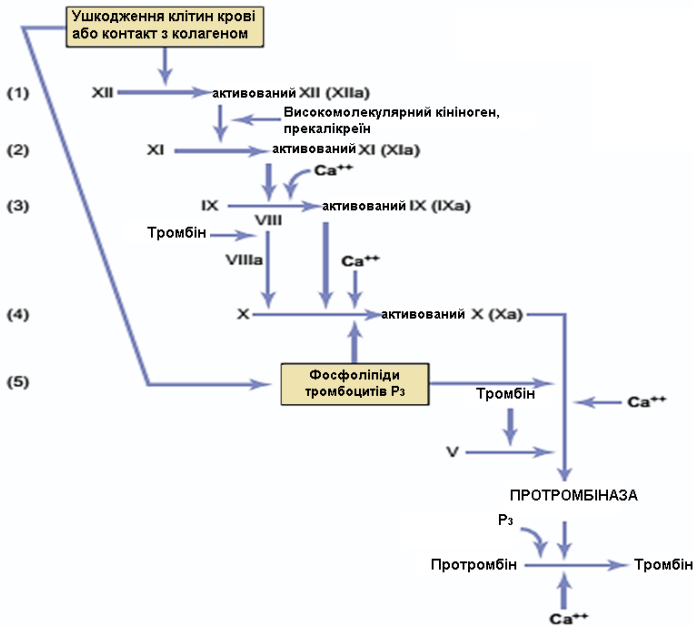 Ушкодження клітин крові
або контакт з колагеном
(1)
XII
активований XII (XIIa)
Високомолекулярний кініноген,
прекалікреїн
(2)
XI
активований XI (XIa)
Ca++
(3)
IX
активований IX (IXa)
VIII
Тромбін
VIIIa
Ca++
(4)
X
активований X (Xa)
(5)
Фосфоліпіди
тромбоцитів P3
Тромбін
Ca++
V
ПРОТРОМБІНАЗА
P3
Протромбін
Тромбін
Ca++